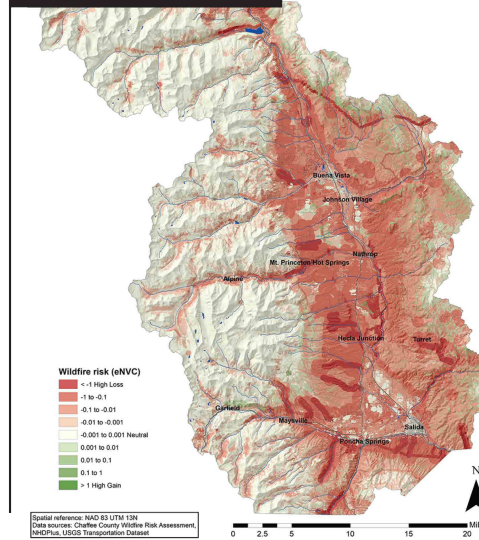 Buena Vista
Johnson Village
Nathrop
Mt. Princeton Hot Springs
Alpine
Hecla Junction
Turret
Wildfire risk (eNVC)
< -1 High Loss
-1 to -0.1
-0.1 to -0.01
-0.01 to -0.001
-0.001 to 0.001 Neutral
0.001 to 0.01
0.01 to 0.1
0.1 to 1
> 1 High Gain
Garfield
Maysville
Salida
Poncha Springs
N
Spatial reference: NAD 83 UTM 13N
Data sources: Chaffee County Wildfire Risk Assessment,
NHDPlus, USGS Transportation Dataset
0 2.5 5 10 15 20
Mil